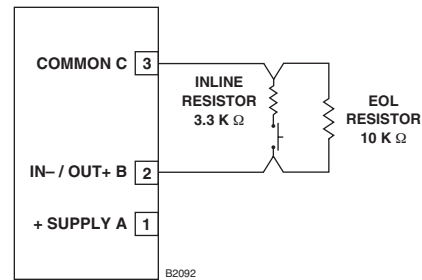 COMMON C 3
INLINE
RESISTOR
3.3 K Ω
EOL
RESISTOR
10 K Ω
IN– / OUT+ B 2
+ SUPPLY A 1
B2092